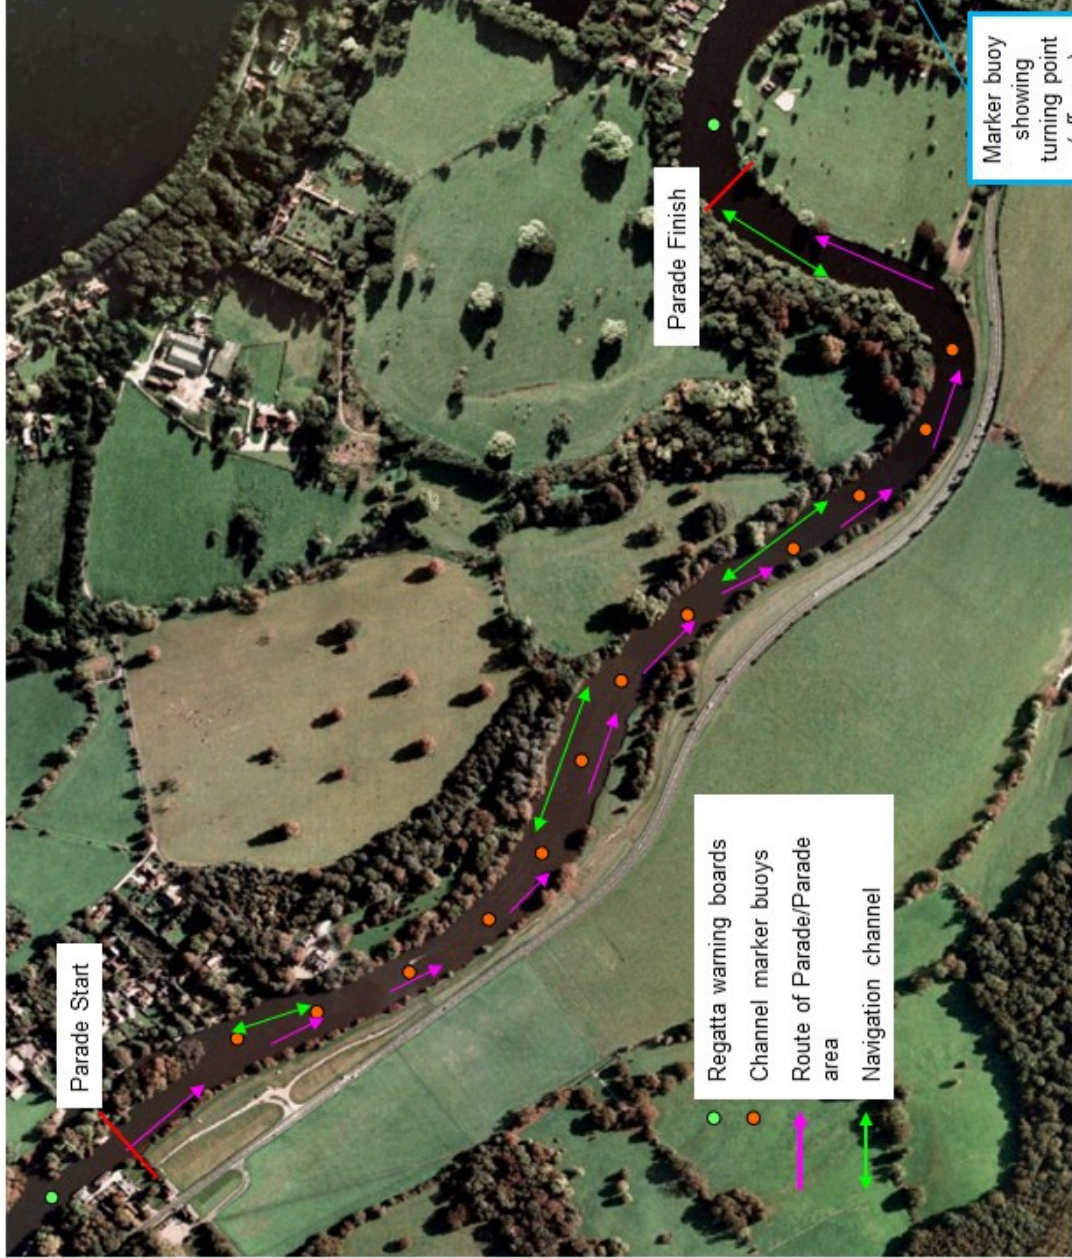 Marker buoy
showing
turning point
Parade Finish
Parade Start
Regatta warning boards
Channel marker buoys
Route of Parade/Parade
area
Navigation channel